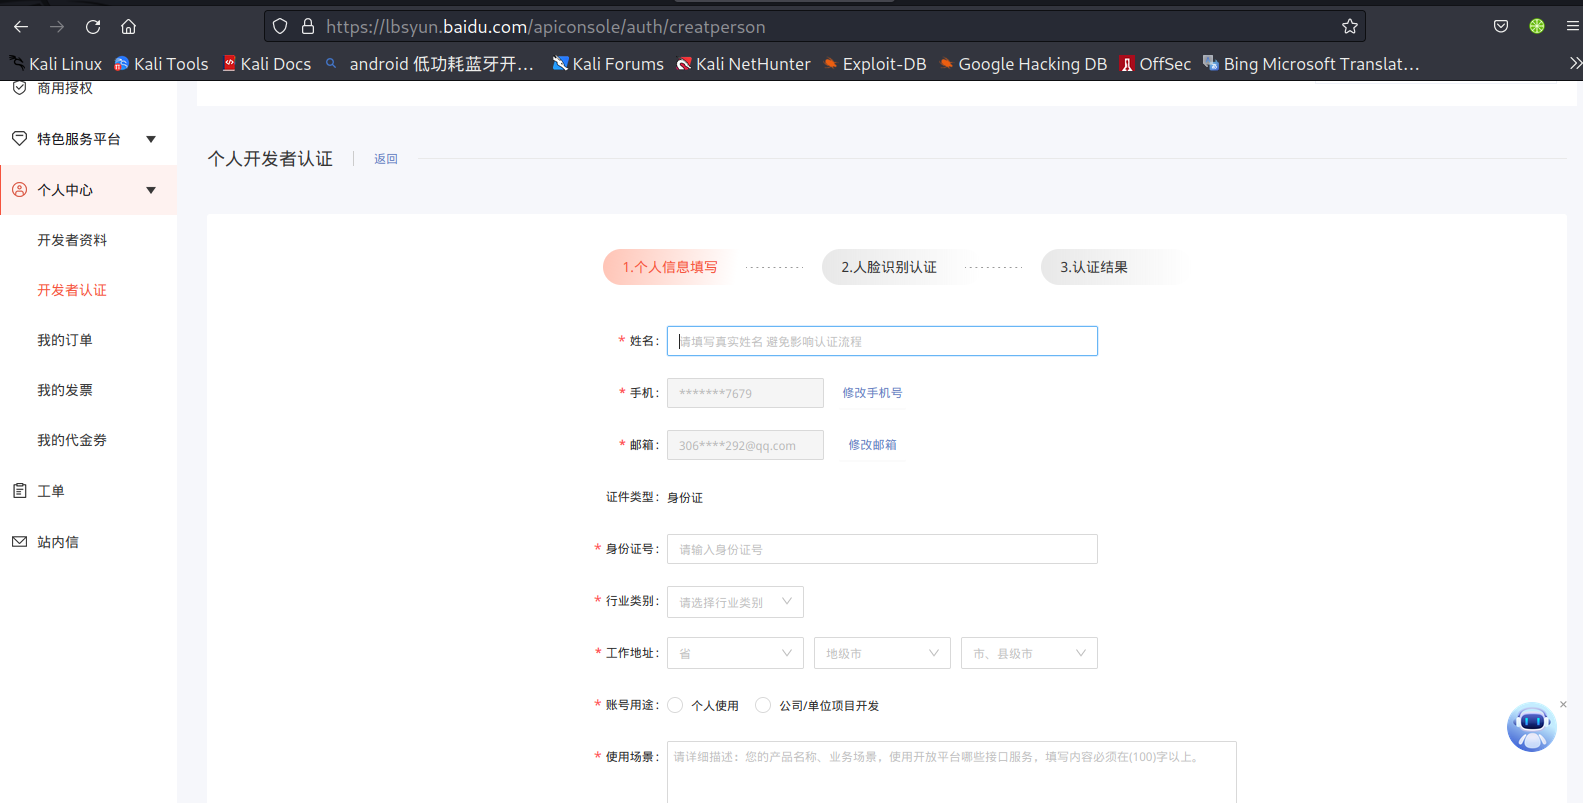 https://lbsyun.baidu.com/apiconsole/auth/creatperson
Kali Linux Kali Tools Kali Docs android 低功耗蓝牙开… Kali Forums Kali NetHunter Exploit-DB Google Hacking DB OffSec Bing Microsoft Translat…
商用授权
特色服务平台
个人开发者认证 返回
个人中心
开发者资料
1.个人信息填写 2.人脸识别认证 3.认证结果
开发者认证
我的订单
* 姓名： 请填写真实姓名 避免影响认证流程
我的发票
* 手机： *******7679 修改手机号
我的代金券
* 邮箱： 306****292@qq.com 修改邮箱
工单
证件类型： 身份证
站内信
* 身份证号： 请输入身份证号
* 行业类别： 请选择行业类别
* 工作地址： 省 地级市 市、县级市
* 账号用途： 个人使用 公司/单位项目开发
* 使用场景： 请详细描述：您的产品名称、业务场景，使用开放平台哪些接口服务，填写内容必须在(100)字以上。